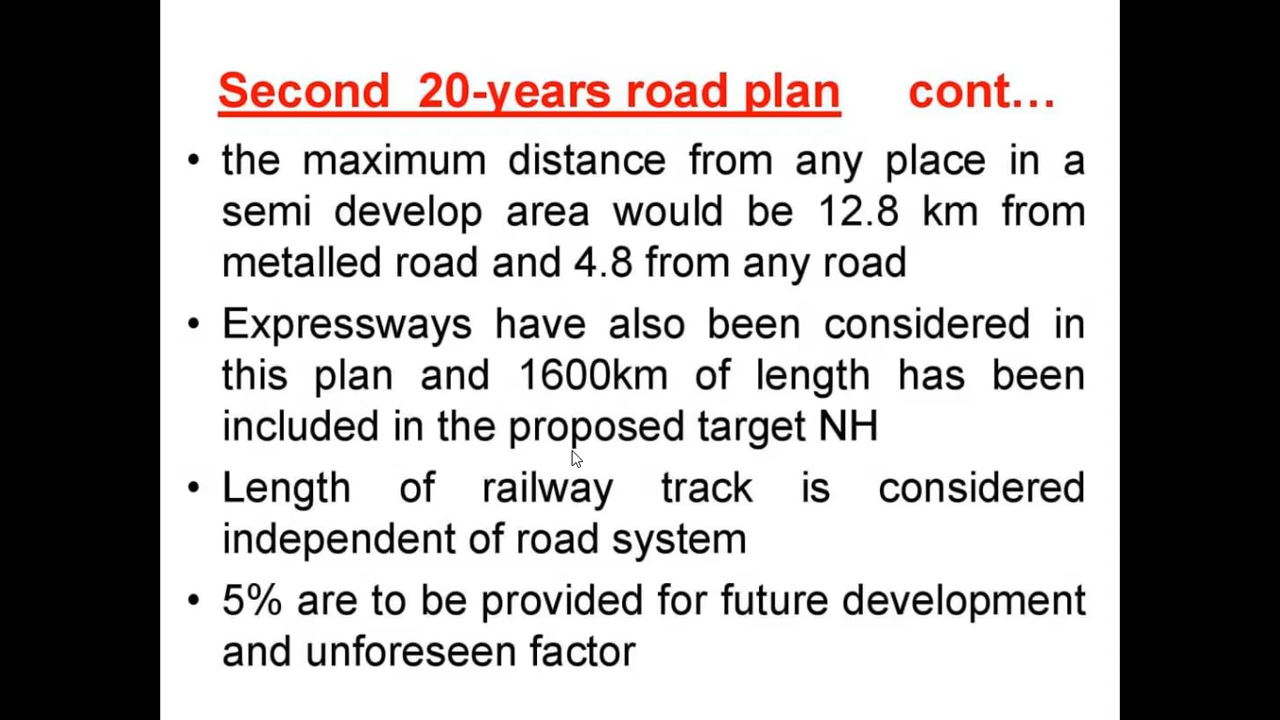 Second 20-years road plan cont…
• the maximum distance from any place in a
semi develop area would be 12.8 km from
metalled road and 4.8 from any road
• Expressways have also been considered in
this plan and 1600km of length has been
included in the proposed target NH
• Length of railway track is considered
independent of road system
• 5% are to be provided for future development
and unforeseen factor